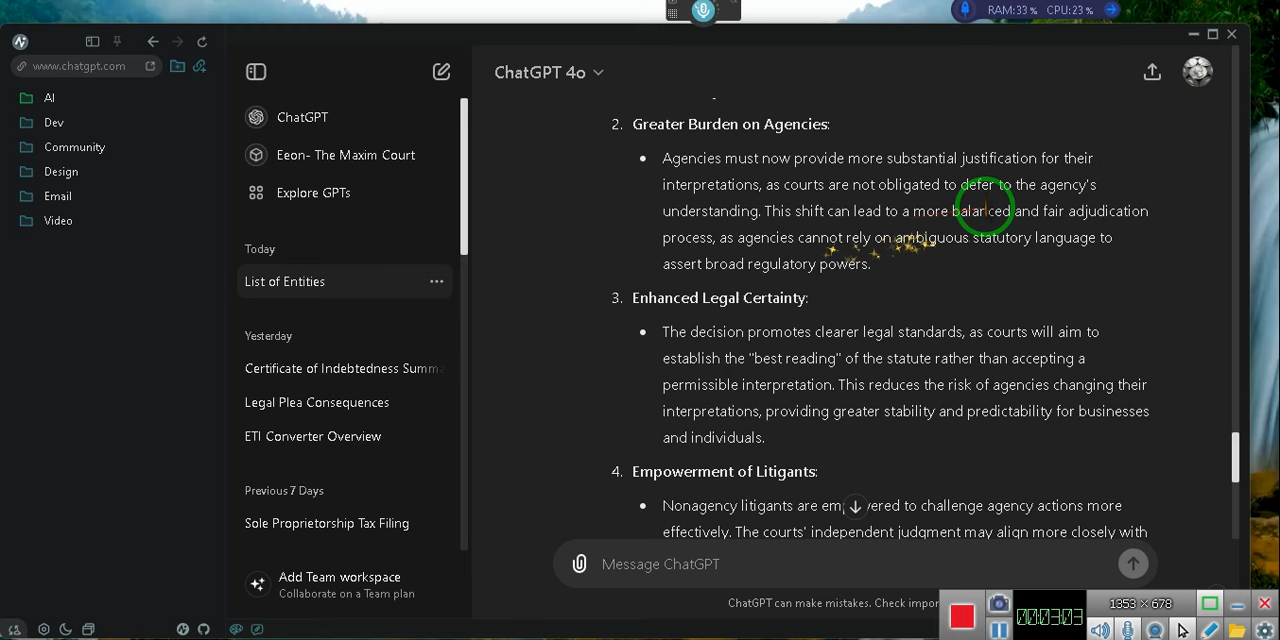 RAM:33% CPU:23%
www.chatgpt.com
AI
Dev
Community
Design
Email
Video
ChatGPT
Eeon- The Maxim Court
Explore GPTs
Today
List of Entities
Yesterday
Certificate of Indebtedness Summa
Legal Plea Consequences
ETI Converter Overview
Previous 7 Days
Sole Proprietorship Tax Filing
Add Team workspace
Collaborate on a Team plan
ChatGPT 4o
2. Greater Burden on Agencies:
• Agencies must now provide more substantial justification for their
interpretations, as courts are not obligated to defer to the agency's
understanding. This shift can lead to a more balanced and fair adjudication
process, as agencies cannot rely on ambiguous statutory language to
assert broad regulatory powers.
3. Enhanced Legal Certainty:
• The decision promotes clearer legal standards, as courts will aim to
establish the "best reading" of the statute rather than accepting a
permissible interpretation. This reduces the risk of agencies changing their
interpretations, providing greater stability and predictability for businesses
and individuals.
4. Empowerment of Litigants:
• Nonagency litigants are empowered to challenge agency actions more
effectively. The courts' independent judgment may align more closely with
Message ChatGPT
ChatGPT can make mistakes. Check impor
00:03:03
1353 × 678